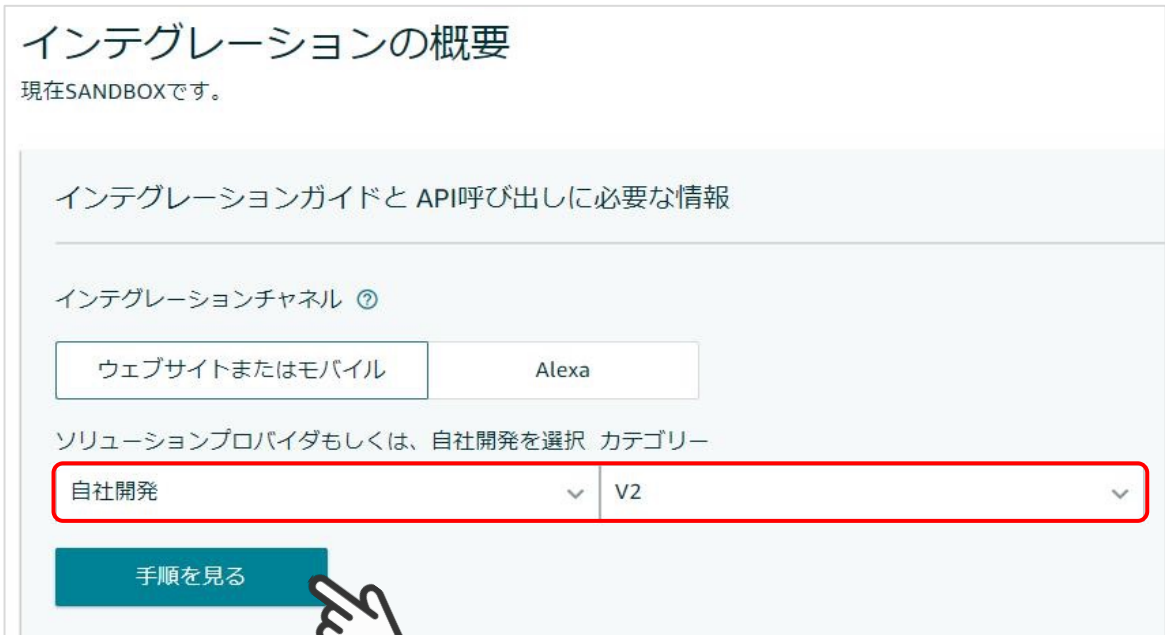 インテグレーションの概要
現在SANDBOXです。
インテグレーションガイドと API呼び出しに必要な情報
インテグレーションチャネル ?
ウェブサイトまたはモバイル Alexa
ソリューションプロバイダもしくは、自社開発を選択 カテゴリー
自社開発 V2
手順を見る